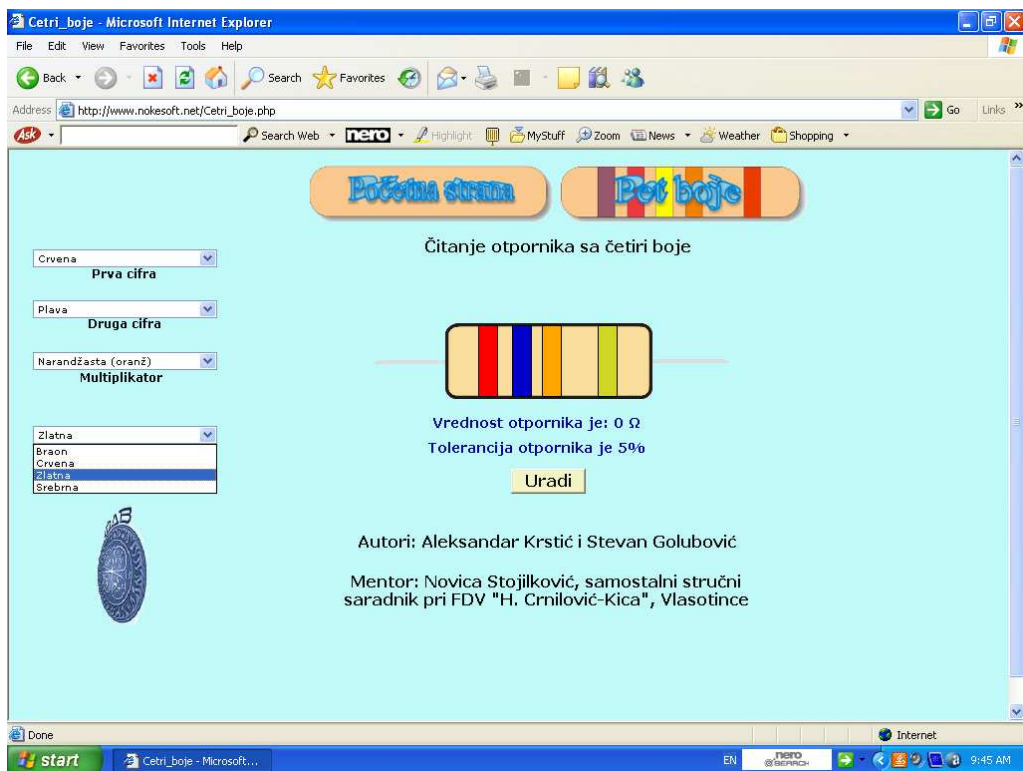 Cetri_boje - Microsoft Internet Explorer
File Edit View Favorites Tools Help
Back Search Favorites
Address http://www.nokesoft.net/Cetri_boje.php Go Links »
Ask Search Web nero Highlight MyStuff Zoom News Weather Shopping
Početna strana Pet boje
Čitanje otpornika sa četiri boje
Crvena
Prva cifra
Plava
Druga cifra
Narandžasta (oranž)
Multiplikator
Zlatna
Braon
Crvena
Zlatna
Srebrna
Vrednost otpornika je: 0 Ω
Tolerancija otpornika je 5%
Uradi
Autori: Aleksandar Krstić i Stevan Golubović
Mentor: Novica Stojilković, samostalni stručni
saradnik pri FDV "H. Crnilović-Kica", Vlasotince
Done Internet
start Cetri_boje - Microsoft... EN nero SEARCH 9:45 AM